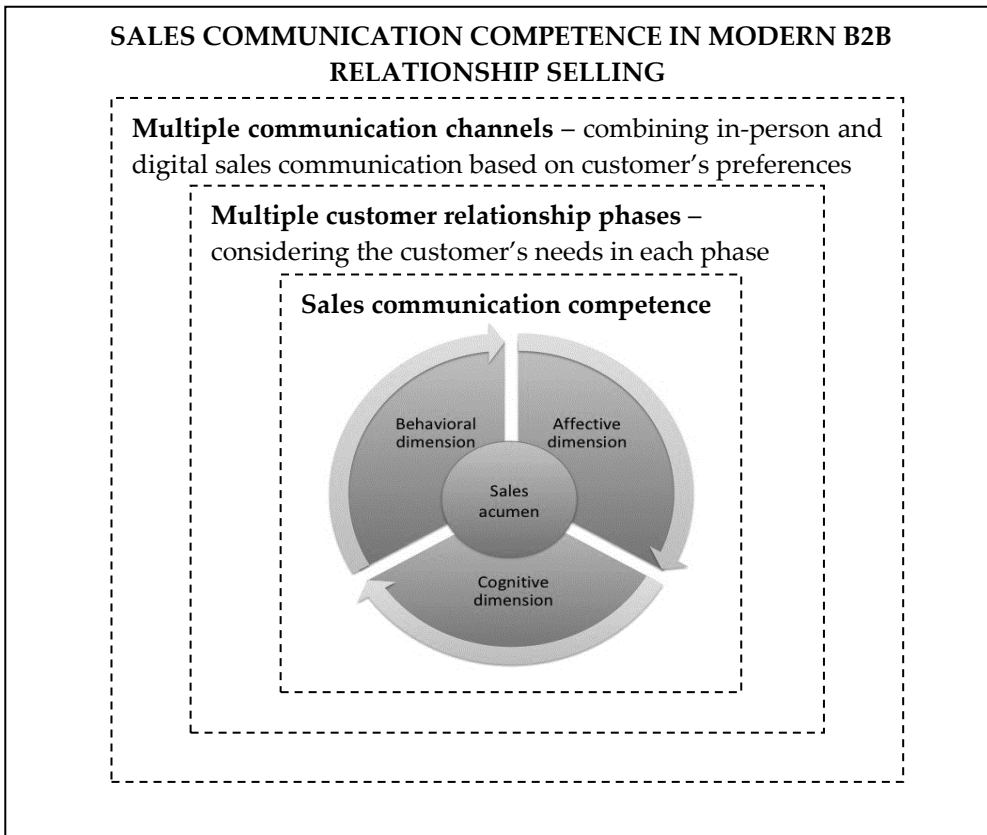 SALES COMMUNICATION COMPETENCE IN MODERN B2B
RELATIONSHIP SELLING
Multiple communication channels – combining in-person and
digital sales communication based on customer’s preferences
Multiple customer relationship phases –
considering the customer’s needs in each phase
Sales communication competence
Behavioral
dimension
Affective
dimension
Sales
acumen
Cognitive
dimension